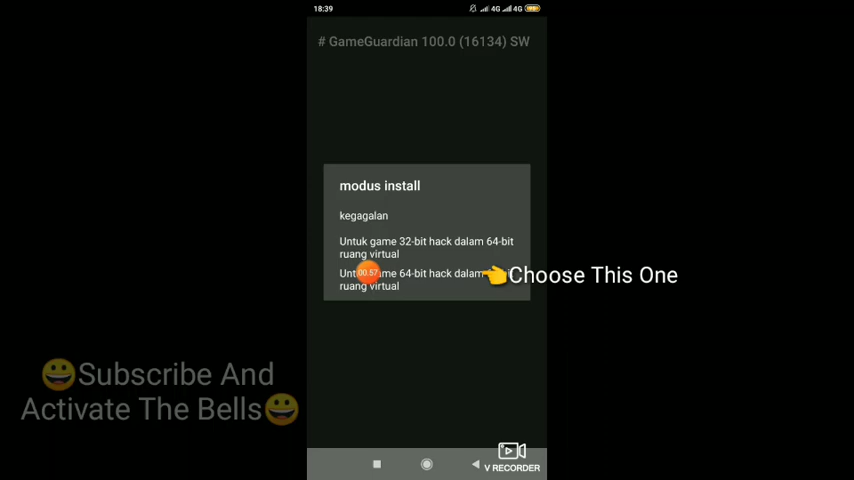 18:39
4G 4G
# GameGuardian 100.0 (16134) SW
modus install
kegagalan
Untuk game 32-bit hack dalam 64-bit
ruang virtual
game 64-bit hack dalam
ruang virtual
00:57
👈Choose This One
😀Subscribe And
Activate The Bells😀
V RECORDER